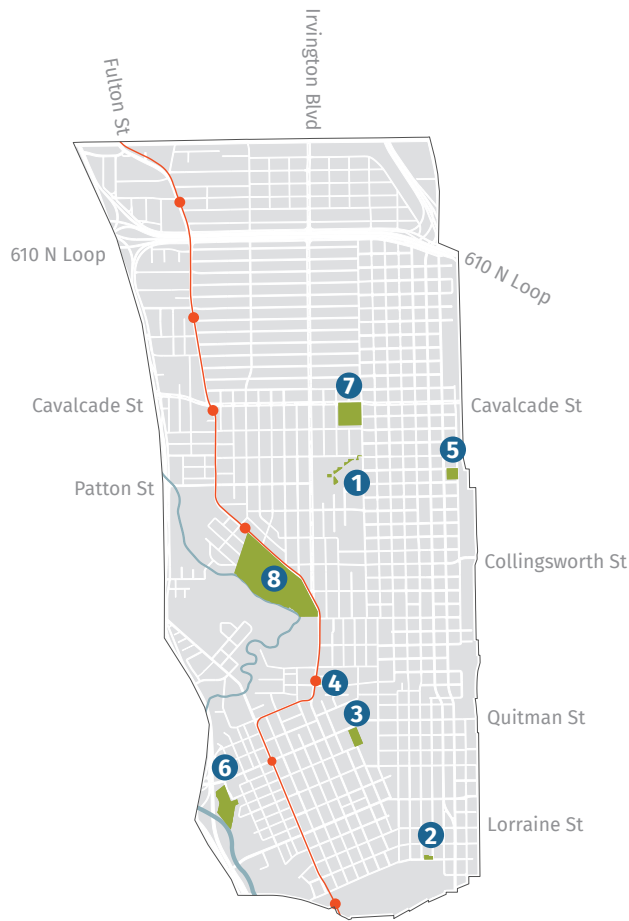 Irvington Blvd
Fulton St
610 N Loop
610 N Loop
7
Cavalcade St
Cavalcade St
5
1
Patton St
Collingsworth St
8
4
3
Quitman St
6
2
Lorraine St